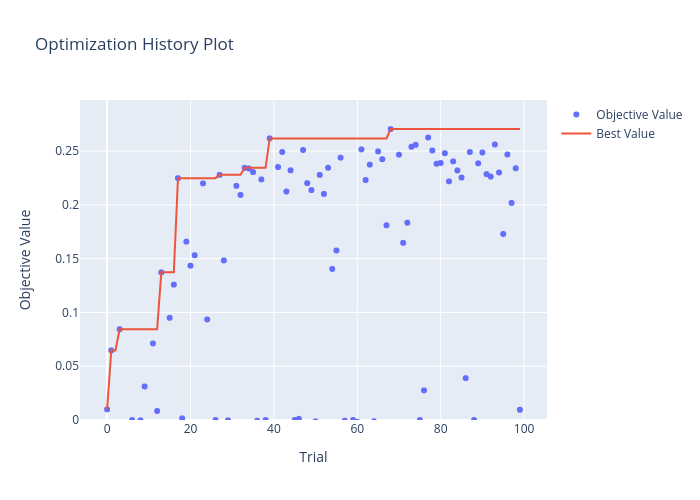 Optimization History Plot
Objective Value
Best Value
0.25
0.2
0.15
0.1
0.05
0
0 20 40 60 80 100
Objective Value
Trial